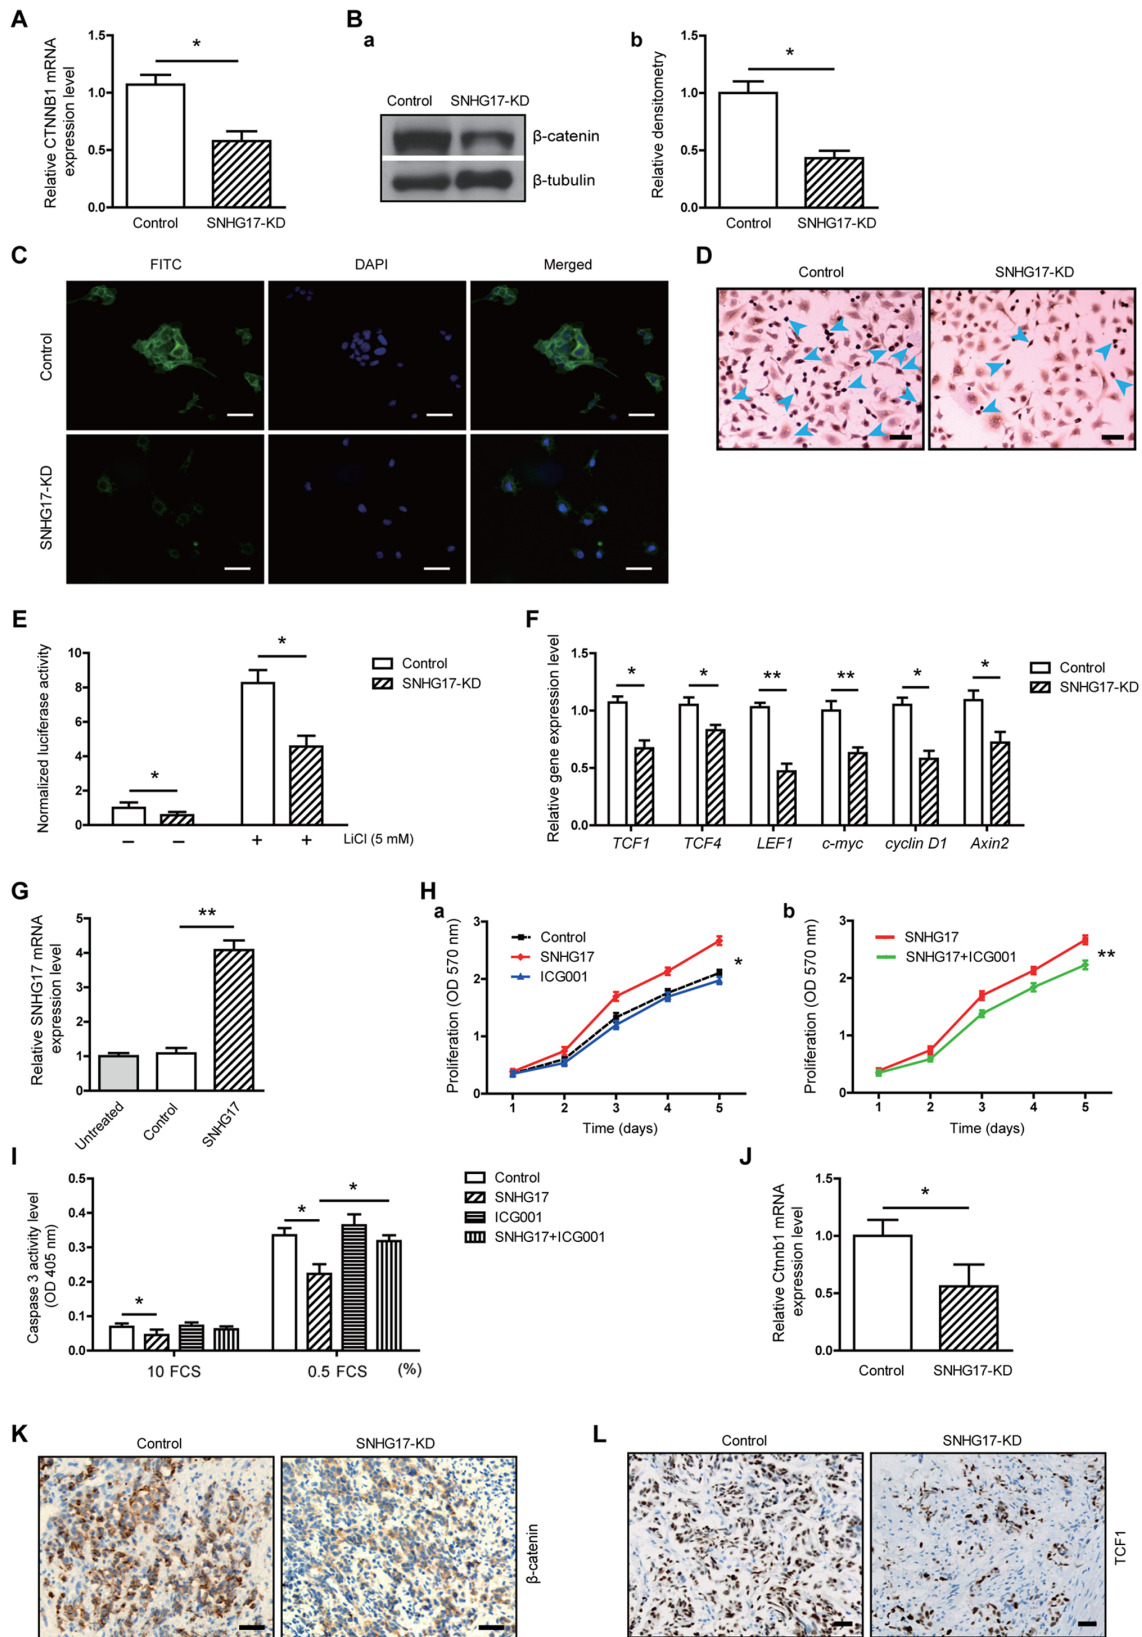 A
Relative CTNNB1 mRNA
expression level
1.5
1.0
0.5
0.0
*
Control
SNHG17-KD
B
a
Control
SNHG17-KD
β-catenin
β-tubulin
b
Relative densitometry
1.5
1.0
0.5
0.0
*
Control
SNHG17-KD
C
FITC
DAPI
Merged
Control
SNHG17-KD
D
Control
SNHG17-KD
E
Normalized luciferase activity
10
8
6
4
2
0
*
*
Control
SNHG17-KD
– – + + LiCl (5 mM)
F
Relative gene expression level
1.5
1.0
0.5
0.0
* * ** ** * *
Control
SNHG17-KD
TCF1 TCF4 LEF1 c-myc cyclin D1 Axin2
G
Relative SNHG17 mRNA
expression level
5
4
3
2
1
0
**
Untreated
Control
SNHG17
H
a
Proliferation (OD 570 nm)
3
2
1
0
Control
SNHG17
ICG001
*
1 2 3 4 5
Time (days)
b
Proliferation (OD 570 nm)
3
2
1
0
SNHG17
SNHG17+ICG001
**
1 2 3 4 5
Time (days)
I
Caspase 3 activity level
(OD 405 nm)
0.5
0.4
0.3
0.2
0.1
0.0
*
*
*
Control
SNHG17
ICG001
SNHG17+ICG001
10 FCS 0.5 FCS (%)
J
Relative Ctnnb1 mRNA
expression level
1.5
1.0
0.5
0.0
*
Control
SNHG17-KD
K
Control
SNHG17-KD
β-catenin
L
Control
SNHG17-KD
TCF1